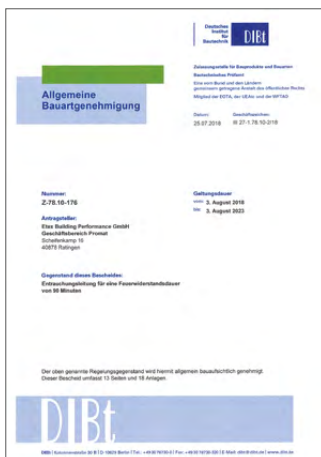 Deutsches
Institut
für
Bautechnik
DIBt
Allgemeine
Bauartgenehmigung
Zulassungsstelle für Bauprodukte und Bauarten
Bautechnisches Prüfamt
Eine vom Bund und den Ländern
gemeinsam getragene Anstalt des öffentlichen Rechts
Mitglied der EOTA, der UEAtc und der WFTAO
Datum:
Geschäftszeichen:
25.07.2018
III 27-1.78.10-2/18
Nummer:
Z-78.10-176
Geltungsdauer
vom: 3. August 2018
bis: 3. August 2023
Antragsteller:
Etex Building Performance GmbH
Geschäftsbereich Promat
Scheifenkamp 16
40878 Ratingen
Gegenstand dieses Bescheides:
Entrauchungsleitung für eine Feuerwiderstandsdauer
von 90 Minuten
Der oben genannte Regelungsgegenstand wird hiermit allgemein bauaufsichtlich genehmigt.
Dieser Bescheid umfasst 13 Seiten und 18 Anlagen.
DIBt